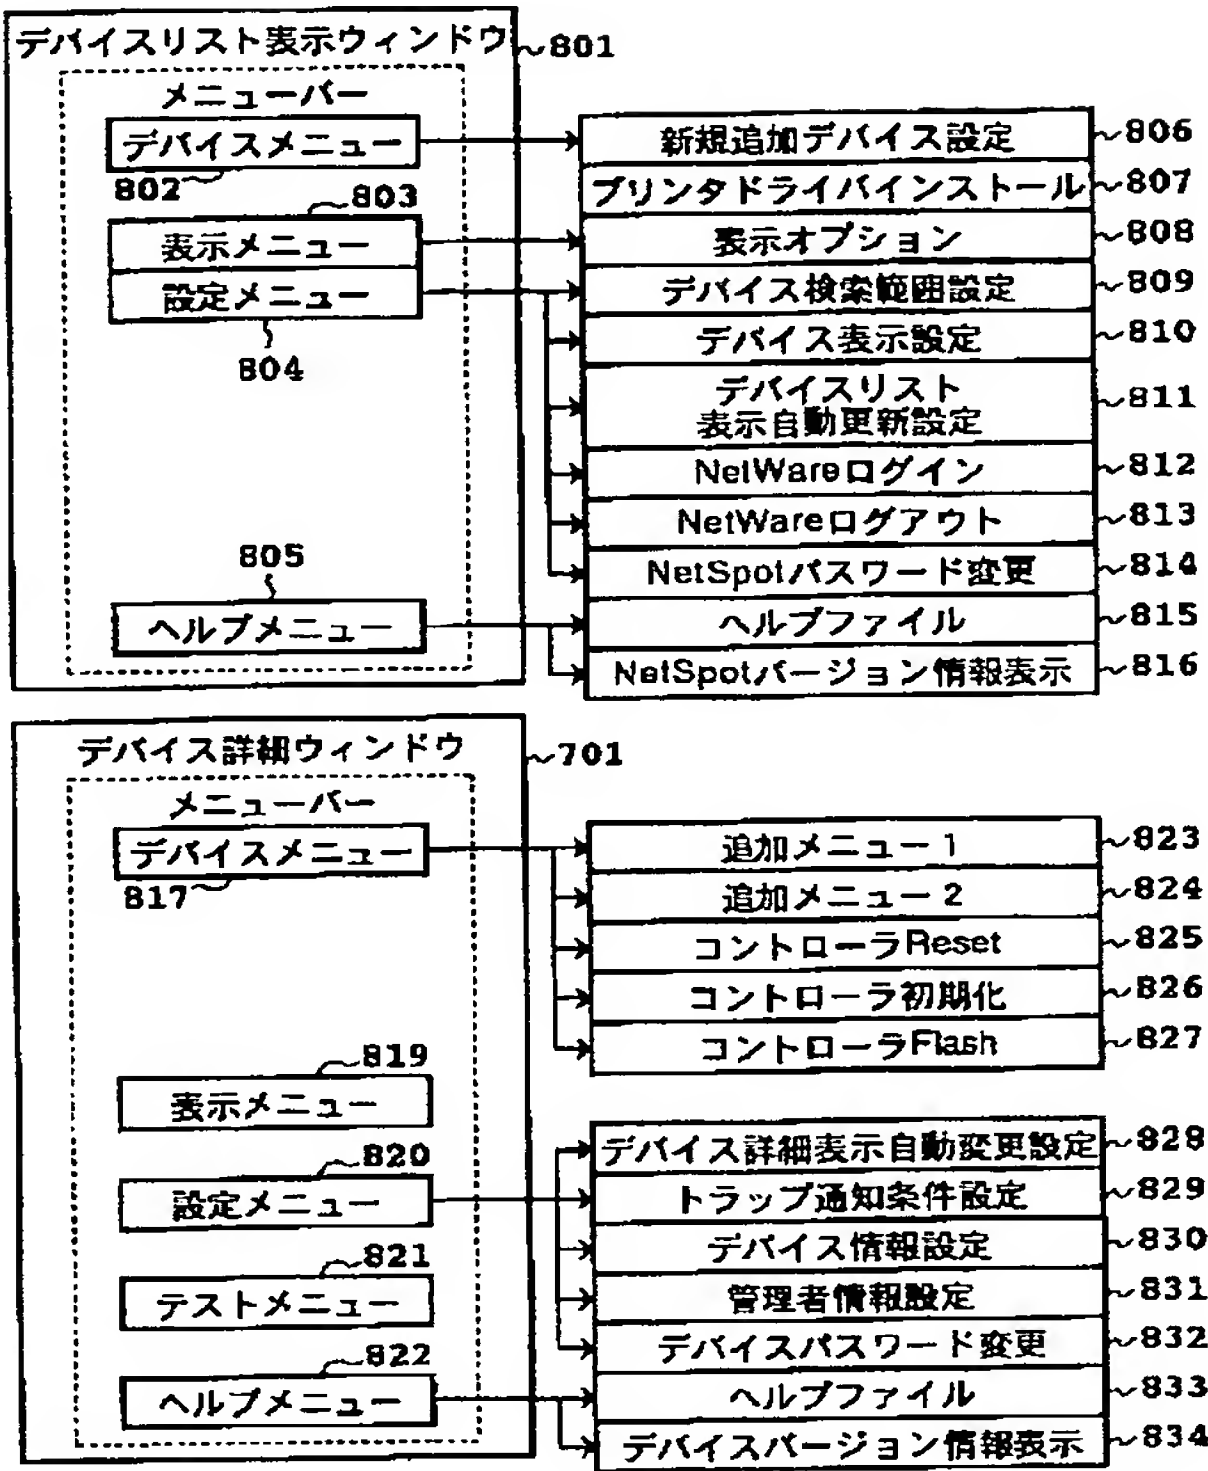 デバイスリスト表示ウィンドウ 801
メニューバー
デバイスメニュー
802
803
表示メニュー
設定メニュー
804
805
ヘルプメニュー
新規追加デバイス設定 806
プリンタドライバインストール 807
表示オプション 808
デバイス検索範囲設定 809
デバイス表示設定 810
デバイスリスト
表示自動更新設定 811
NetWareログイン 812
NetWareログアウト 813
NetSpotパスワード変更 814
ヘルプファイル 815
NetSpotバージョン情報表示 816
デバイス詳細ウィンドウ 701
メニューバー
デバイスメニュー
817
819
表示メニュー
820
設定メニュー
821
テストメニュー
822
ヘルプメニュー
追加メニュー1 823
追加メニュー2 824
コントローラReset 825
コントローラ初期化 826
コントローラFlash 827
デバイス詳細表示自動変更設定 828
トラップ通知条件設定 829
デバイス情報設定 830
管理者情報設定 831
デバイスパスワード変更 832
ヘルプファイル 833
デバイスバージョン情報表示 834